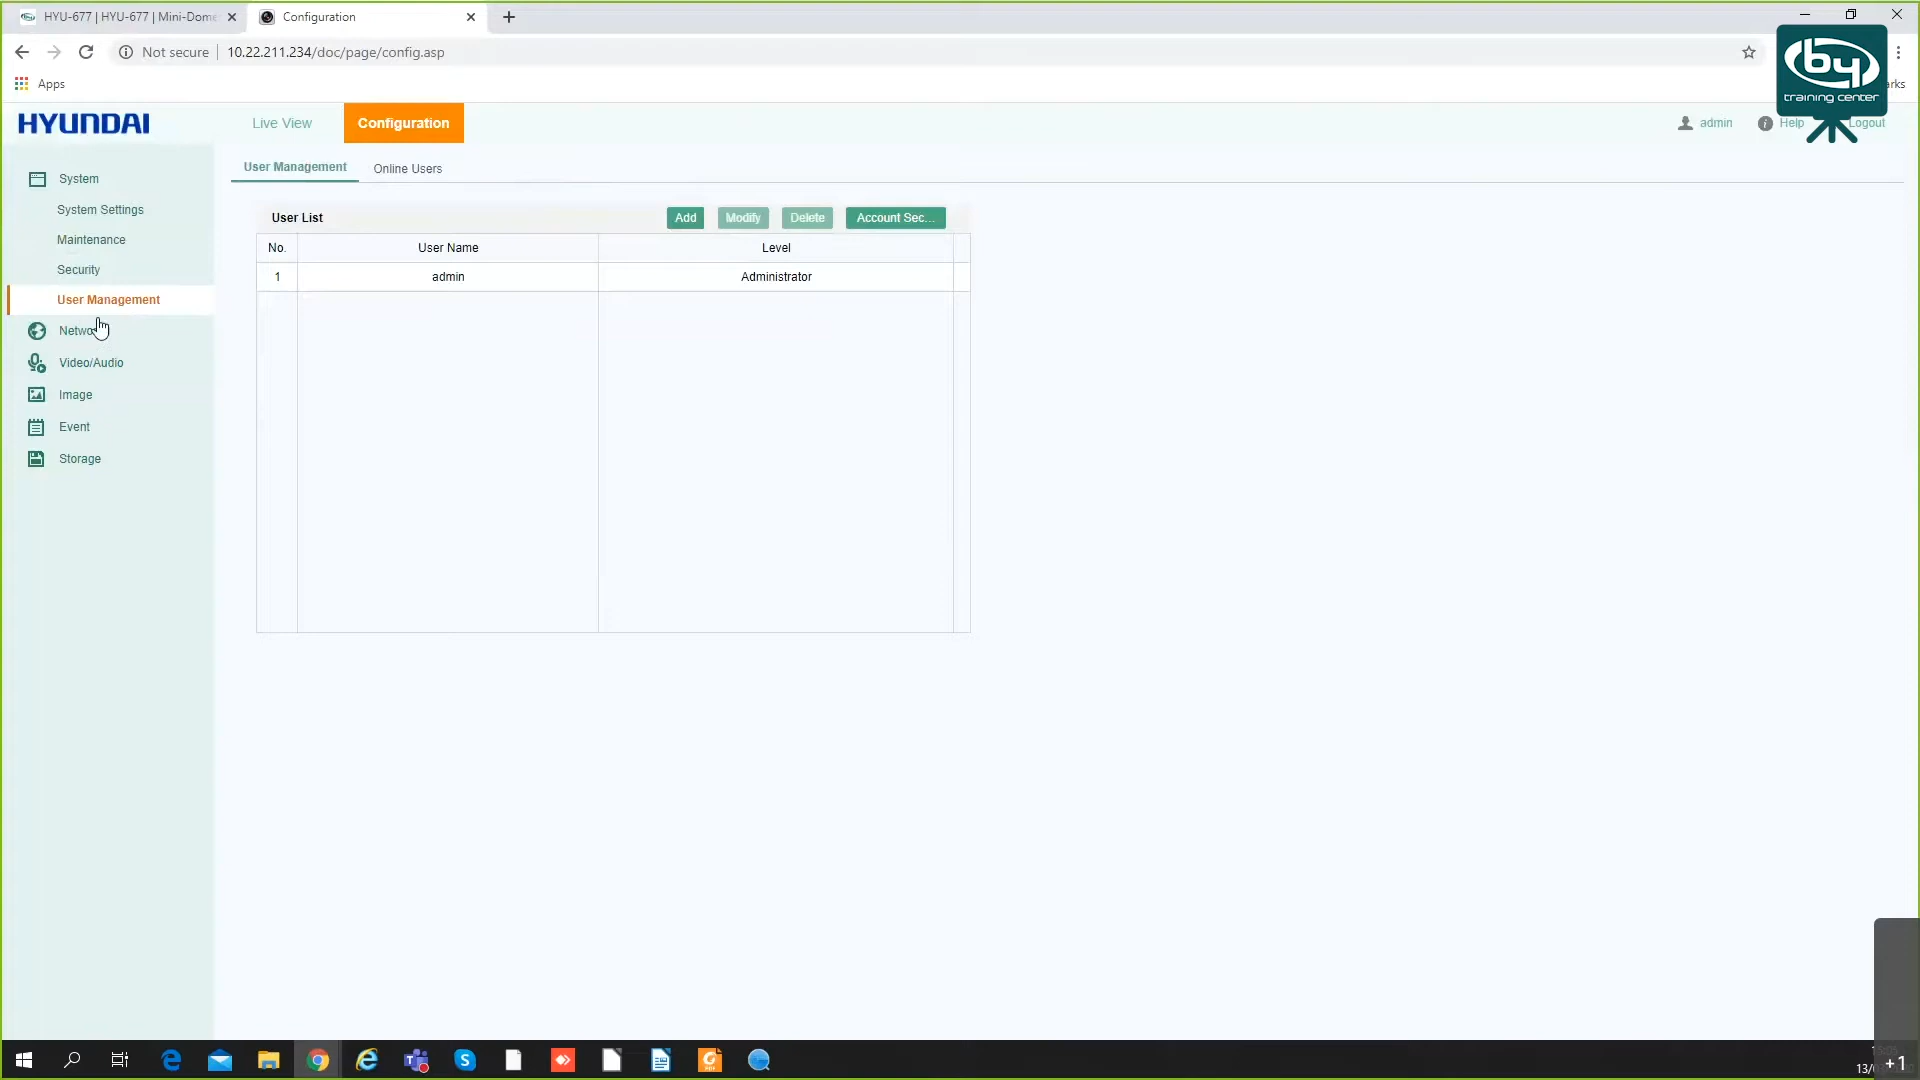 HYU-677 | HYU-677 | Mini-Dome
Configuration
Not secure
10.22.211.234/doc/page/config.asp
Apps
by
training center
HYUNDAI
Live View
Configuration
admin
Help
Logout
System
System Settings
Maintenance
Security
User Management
Network
Video/Audio
Image
Event
Storage
User Management
Online Users
User List
Add
Modify
Delete
Account Sec...
No.
User Name
Level
1
admin
Administrator
+1